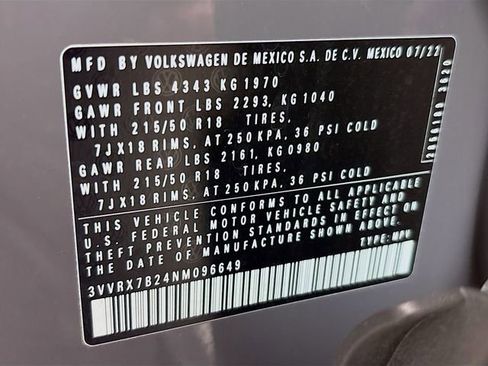 MFD BY VOLKSWAGEN DE MEXICO S.A. DE C.V. MEXICO 07/22
GVWR LBS 4343 KG 1970
GAWR FRONT LBS 2293, KG 1040
WITH 215/50 R18 TIRES,
7JX18 RIMS, AT 250 KPA, 36 PSI COLD
GAWR REAR LBS 2161, KG 0980
WITH 215/50 R18 TIRES,
7JX18 RIMS, AT 250 KPA, 36 PSI COLD
THIS VEHICLE CONFORMS TO ALL APPLICABLE
U.S. FEDERAL MOTOR VEHICLE SAFETY AND
THEFT PREVENTION STANDARDS IN EFFECT ON
THE DATE OF MANUFACTURE SHOWN ABOVE.
TYPE: MPV
3VVRX7B24NM096649